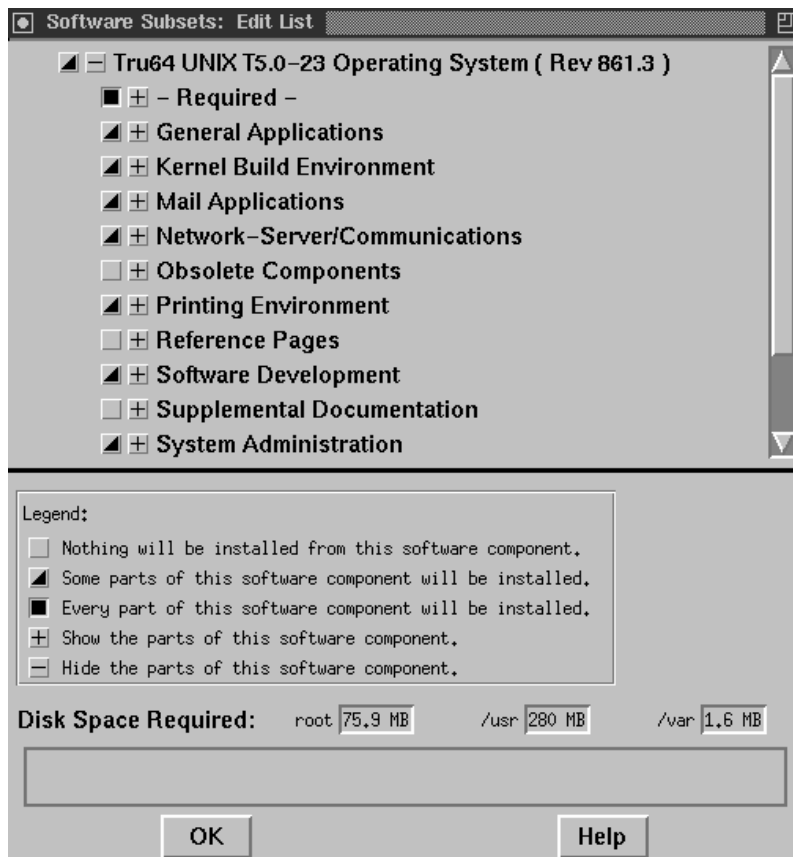 Software Subsets: Edit List
Tru64 UNIX T5.0-23 Operating System ( Rev 861.3 )
- Required -
General Applications
Kernel Build Environment
Mail Applications
Network-Server/Communications
Obsolete Components
Printing Environment
Reference Pages
Software Development
Supplemental Documentation
System Administration
Legend:
Nothing will be installed from this software component.
Some parts of this software component will be installed.
Every part of this software component will be installed.
Show the parts of this software component.
Hide the parts of this software component.
Disk Space Required: root 75.9 MB /usr 280 MB /var 1.6 MB
OK Help